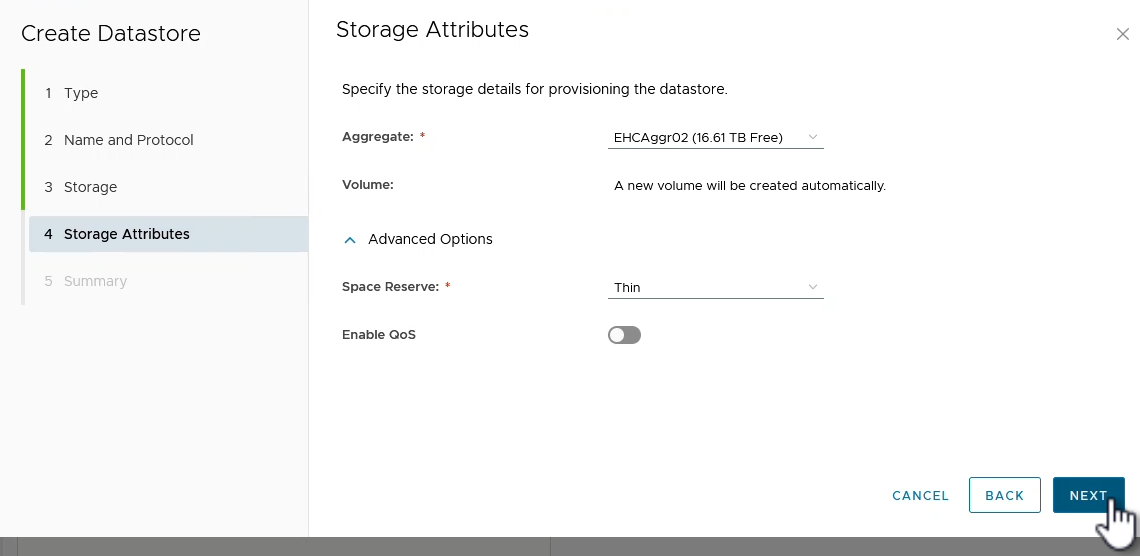 Create Datastore
1 Type
2 Name and Protocol
3 Storage
4 Storage Attributes
5 Summary
Storage Attributes
Specify the storage details for provisioning the datastore.
Aggregate: * EHCAggr02 (16.61 TB Free)
Volume: A new volume will be created automatically.
Advanced Options
Space Reserve: * Thin
Enable QoS
CANCEL BACK NEXT